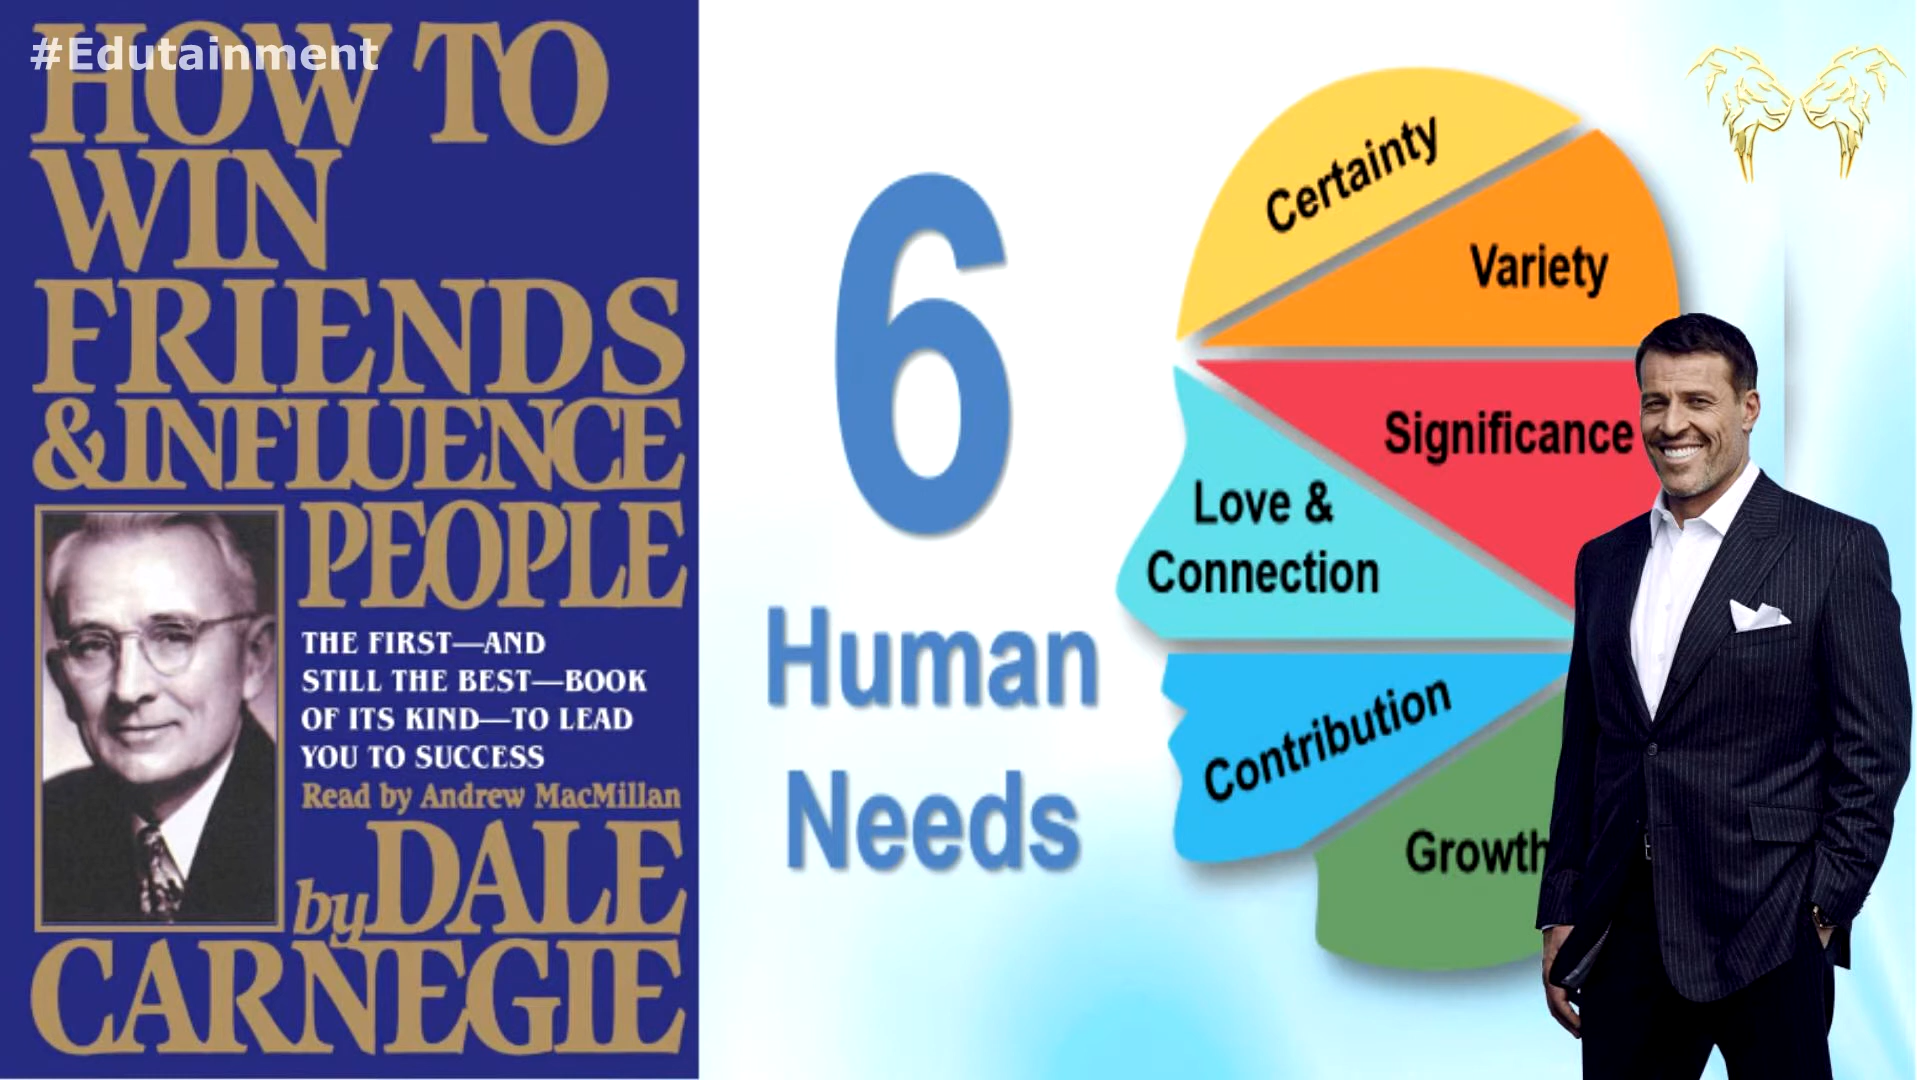 #Edutainment
HOW TO
WIN
FRIENDS
& INFLUENCE
PEOPLE
THE FIRST—AND
STILL THE BEST—BOOK
OF ITS KIND—TO LEAD
YOU TO SUCCESS
Read by Andrew MacMillan
by DALE
CARNEGIE
6
Human
Needs
Certainty
Variety
Significance
Love &
Connection
Contribution
Growth